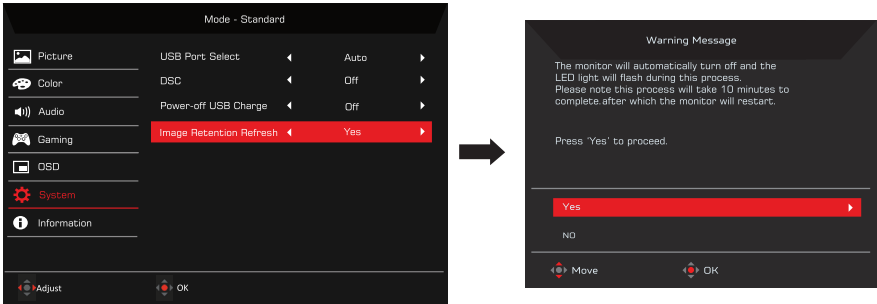 Mode - Standard
Picture
Color
Audio
Gaming
OSD
System
Information
USB Port Select Auto
DSC Off
Power-off USB Charge Off
Image Retention Refresh Yes
Adjust OK
Warning Message
The monitor will automatically turn off and the
LED light will flash during this process.
Please note this process will take 10 minutes to
complete.after which the monitor will restart.
Press 'Yes' to proceed.
Yes
NO
Move OK